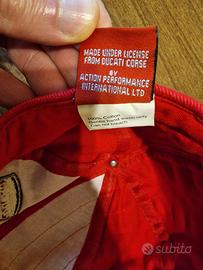 MADE UNDER LICENSE
FROM DUCATI CORSE
BY
ACTION PERFORMANCE
INTERNATIONAL LTD
100% Cotton
subito